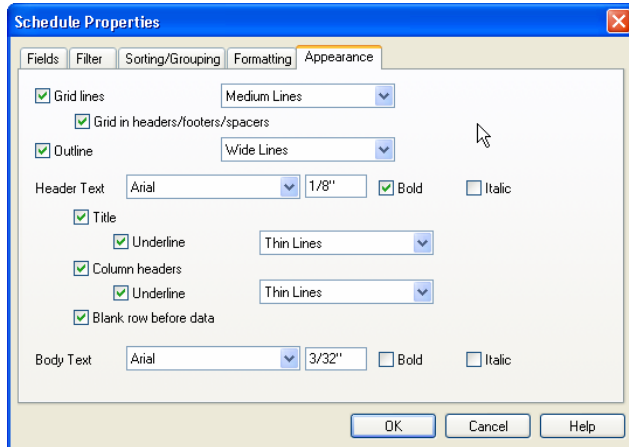 Schedule Properties
Fields Filter Sorting/Grouping Formatting Appearance
Grid lines Medium Lines
Grid in headers/footers/spacers
Outline Wide Lines
Header Text Arial 1/8" Bold Italic
Title
Underline Thin Lines
Column headers
Underline Thin Lines
Blank row before data
Body Text Arial 3/32" Bold Italic
OK Cancel Help